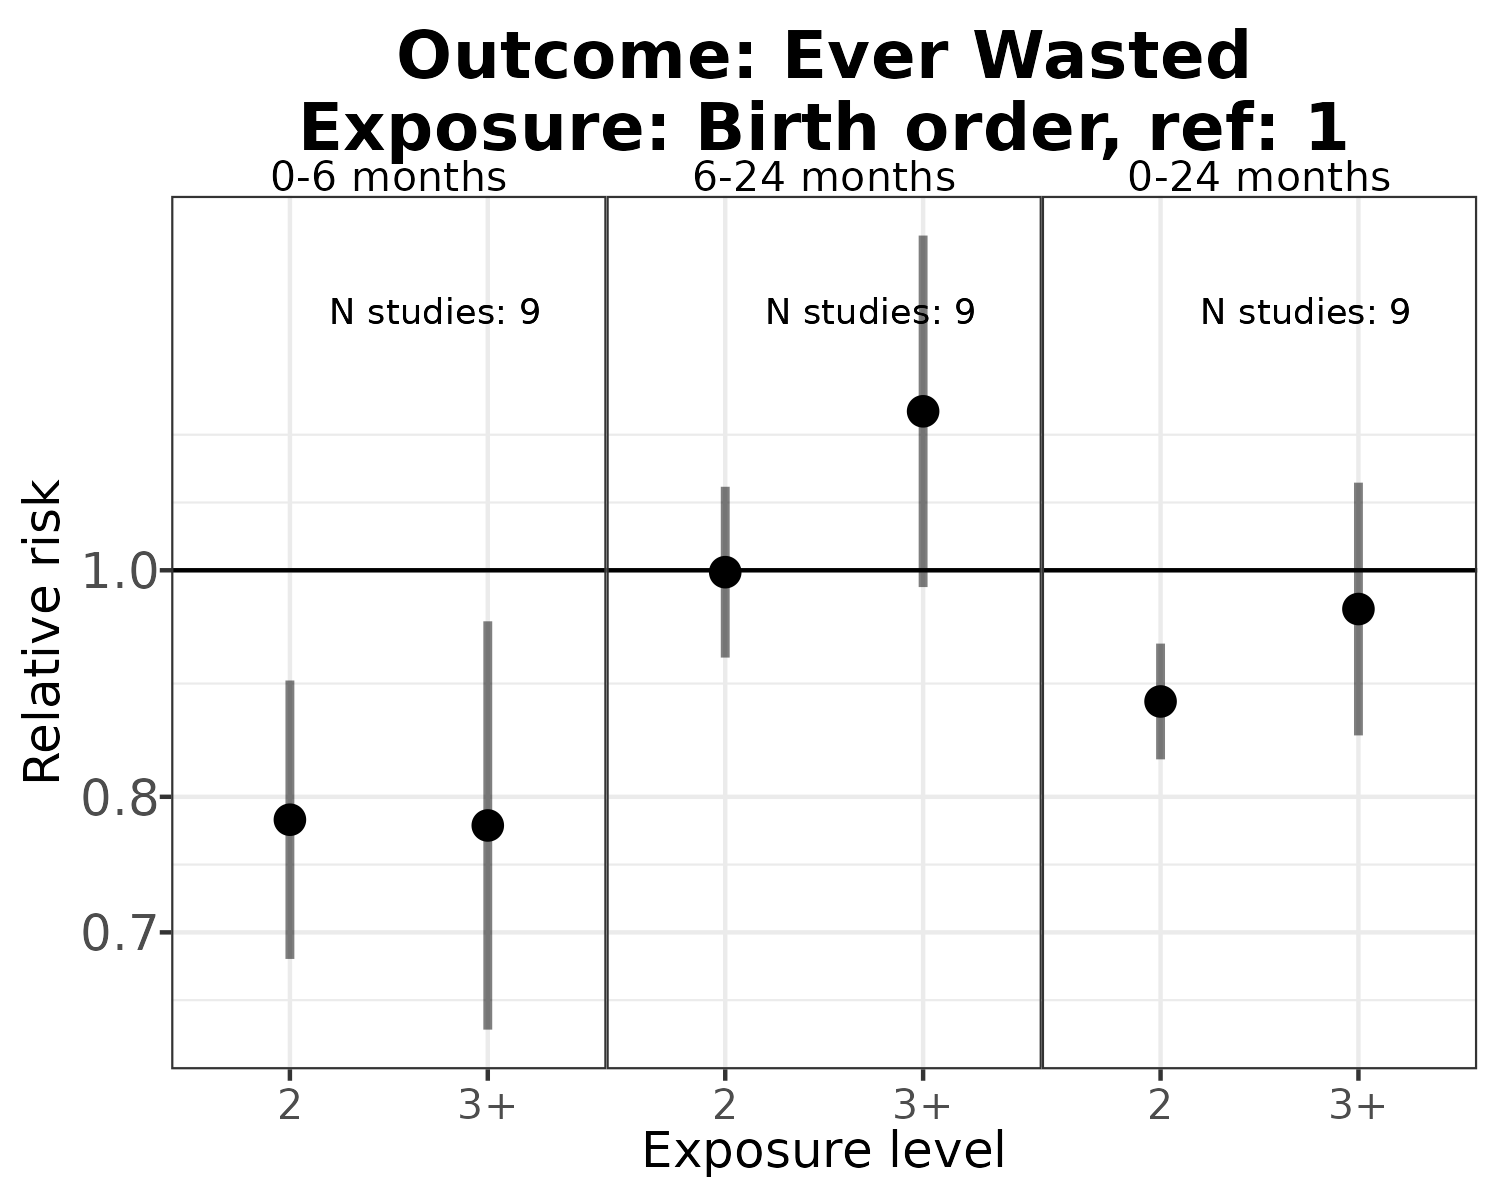 Outcome: Ever Wasted
Exposure: Birth order, ref: 1
0-6 months
6-24 months
0-24 months
N studies: 9
N studies: 9
N studies: 9
Relative risk
1.0
0.8
0.7
2
3+
2
3+
2
3+
Exposure level